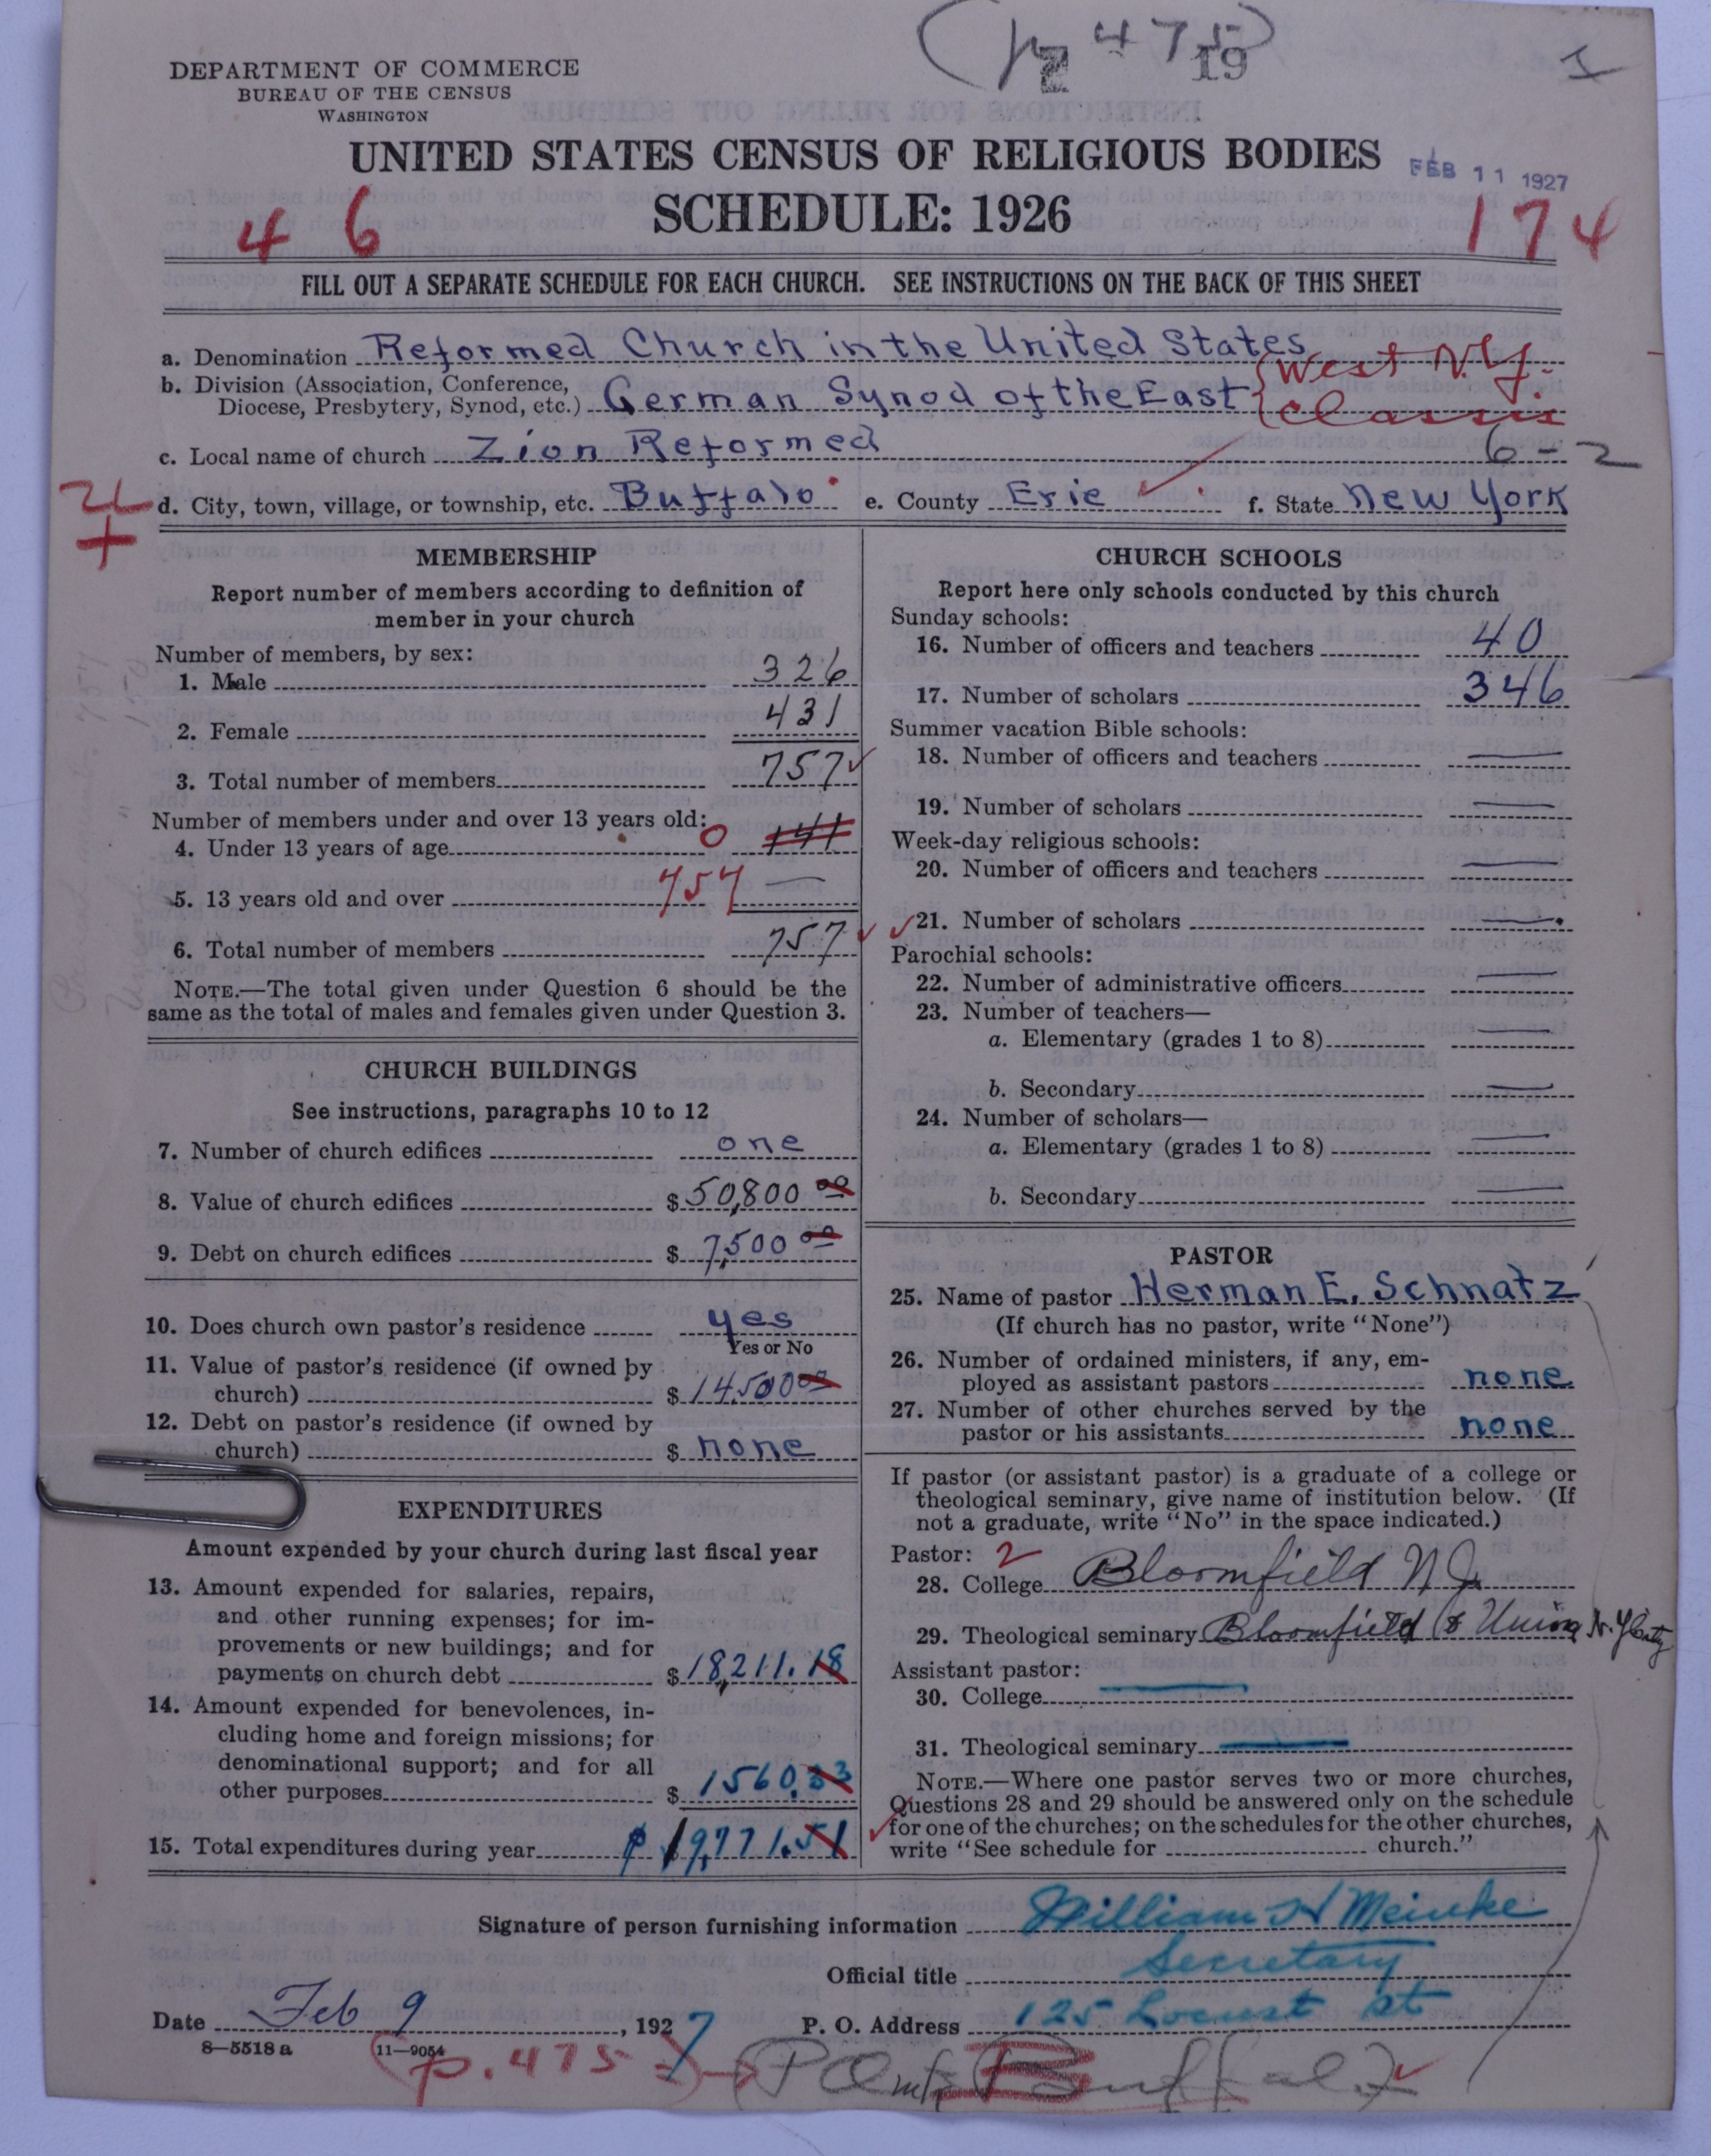 (p 475)
2 19
I
DEPARTMENT OF COMMERCE
BUREAU OF THE CENSUS
WASHINGTON
UNITED STATES CENSUS OF RELIGIOUS BODIES
FEB 11 1927
SCHEDULE: 1926
4 6
174
FILL OUT A SEPARATE SCHEDULE FOR EACH CHURCH. SEE INSTRUCTIONS ON THE BACK OF THIS SHEET
a. Denomination Reformed Church in the United States
b. Division (Association, Conference, Diocese, Presbytery, Synod, etc.) German Synod of the East {West N.Y. Classis
c. Local name of church Zion Reformed 6-2
d. City, town, village, or township, etc. Buffalo e. County Erie f. State New York
MEMBERSHIP
Report number of members according to definition of
member in your church
Number of members, by sex:
1. Male 326
2. Female 431
3. Total number of members 757
Number of members under and over 13 years old:
4. Under 13 years of age 0 141
5. 13 years old and over 757 —
6. Total number of members 757
NOTE.—The total given under Question 6 should be the
same as the total of males and females given under Question 3.
CHURCH BUILDINGS
See instructions, paragraphs 10 to 12
7. Number of church edifices one
8. Value of church edifices $50,800 00
9. Debt on church edifices $7,500 00
10. Does church own pastor's residence yes
Yes or No
11. Value of pastor's residence (if owned by
church) $14,500 00
12. Debt on pastor's residence (if owned by
church) $ none
EXPENDITURES
Amount expended by your church during last fiscal year
13. Amount expended for salaries, repairs,
and other running expenses; for im-
provements or new buildings; and for
payments on church debt $18,211.18
14. Amount expended for benevolences, in-
cluding home and foreign missions; for
denominational support; and for all
other purposes $1560.33
15. Total expenditures during year $19,771.51
CHURCH SCHOOLS
Report here only schools conducted by this church
Sunday schools:
16. Number of officers and teachers 40
17. Number of scholars 346
Summer vacation Bible schools:
18. Number of officers and teachers —
19. Number of scholars —
Week-day religious schools:
20. Number of officers and teachers —
21. Number of scholars —
Parochial schools:
22. Number of administrative officers —
23. Number of teachers—
a. Elementary (grades 1 to 8) —
b. Secondary —
24. Number of scholars—
a. Elementary (grades 1 to 8) —
b. Secondary —
PASTOR
25. Name of pastor Herman E. Schnatz
(If church has no pastor, write "None")
26. Number of ordained ministers, if any, em-
ployed as assistant pastors none
27. Number of other churches served by the
pastor or his assistants none
If pastor (or assistant pastor) is a graduate of a college or
theological seminary, give name of institution below. (If
not a graduate, write "No" in the space indicated.)
Pastor: 2
28. College Bloomfield N J.
29. Theological seminary Bloomfield & Union N.Y City
Assistant pastor:
30. College —
31. Theological seminary —
NOTE.—Where one pastor serves two or more churches,
Questions 28 and 29 should be answered only on the schedule
for one of the churches; on the schedules for the other churches,
write "See schedule for church."
Signature of person furnishing information William H Meinke
Official title Secretary
Date Feb 9, 1927 P. O. Address 125 Locust St
8—5518 a 11—9054
(p. 475) Buffalo